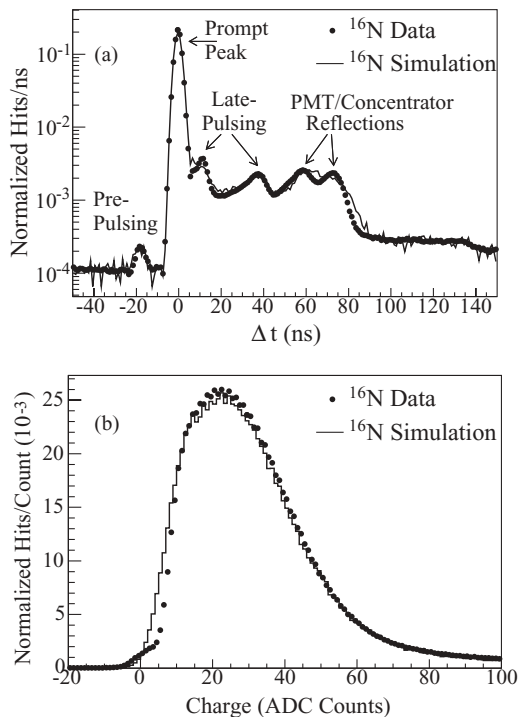 (a)
Prompt
Peak
¹⁶N Data
¹⁶N Simulation
Late-
Pulsing
PMT/Concentrator
Reflections
Pre-
Pulsing
Normalized Hits/ns
10⁻¹
10⁻²
10⁻³
10⁻⁴
-40 -20 0 20 40 60 80 100 120 140
Δt (ns)
(b)
¹⁶N Data
¹⁶N Simulation
Normalized Hits/Count (10⁻³)
25
20
15
10
5
0
-20 0 20 40 60 80 100
Charge (ADC Counts)